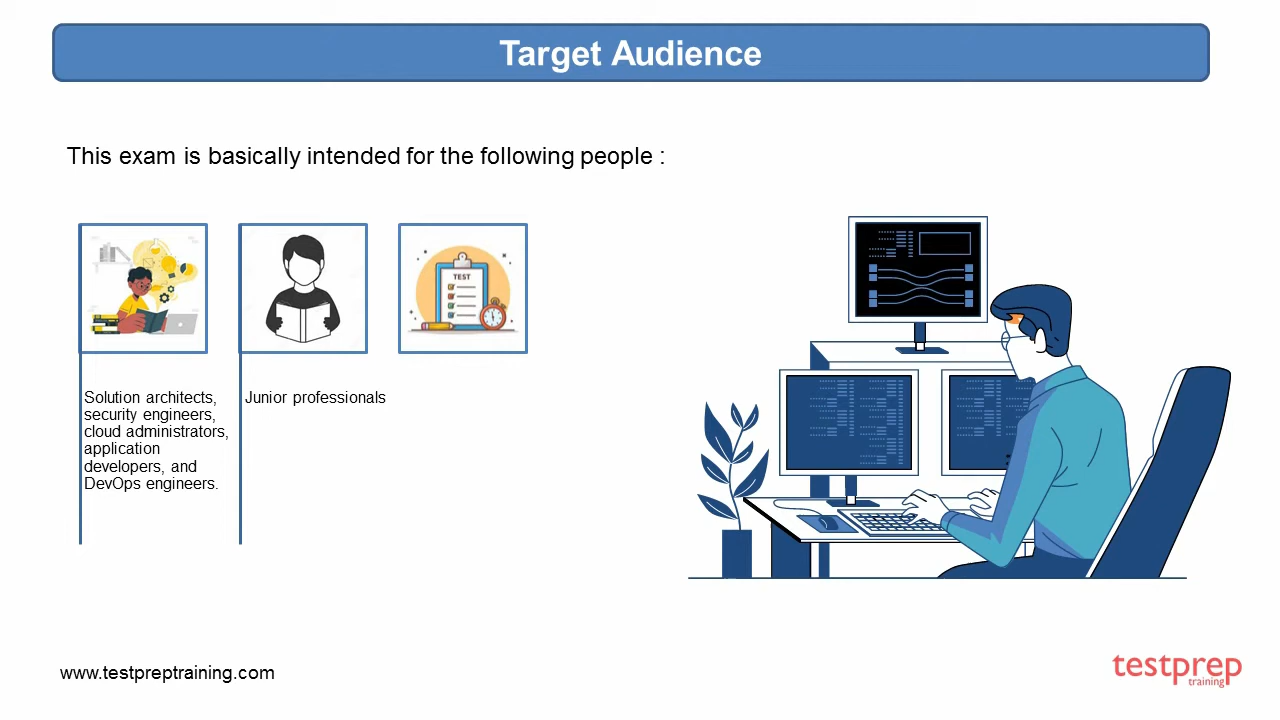 Target Audience
This exam is basically intended for the following people :
TEST
Solution architects,
security engineers,
cloud administrators,
application
developers, and
DevOps engineers.
Junior professionals
www.testpreptraining.com
testprep
training